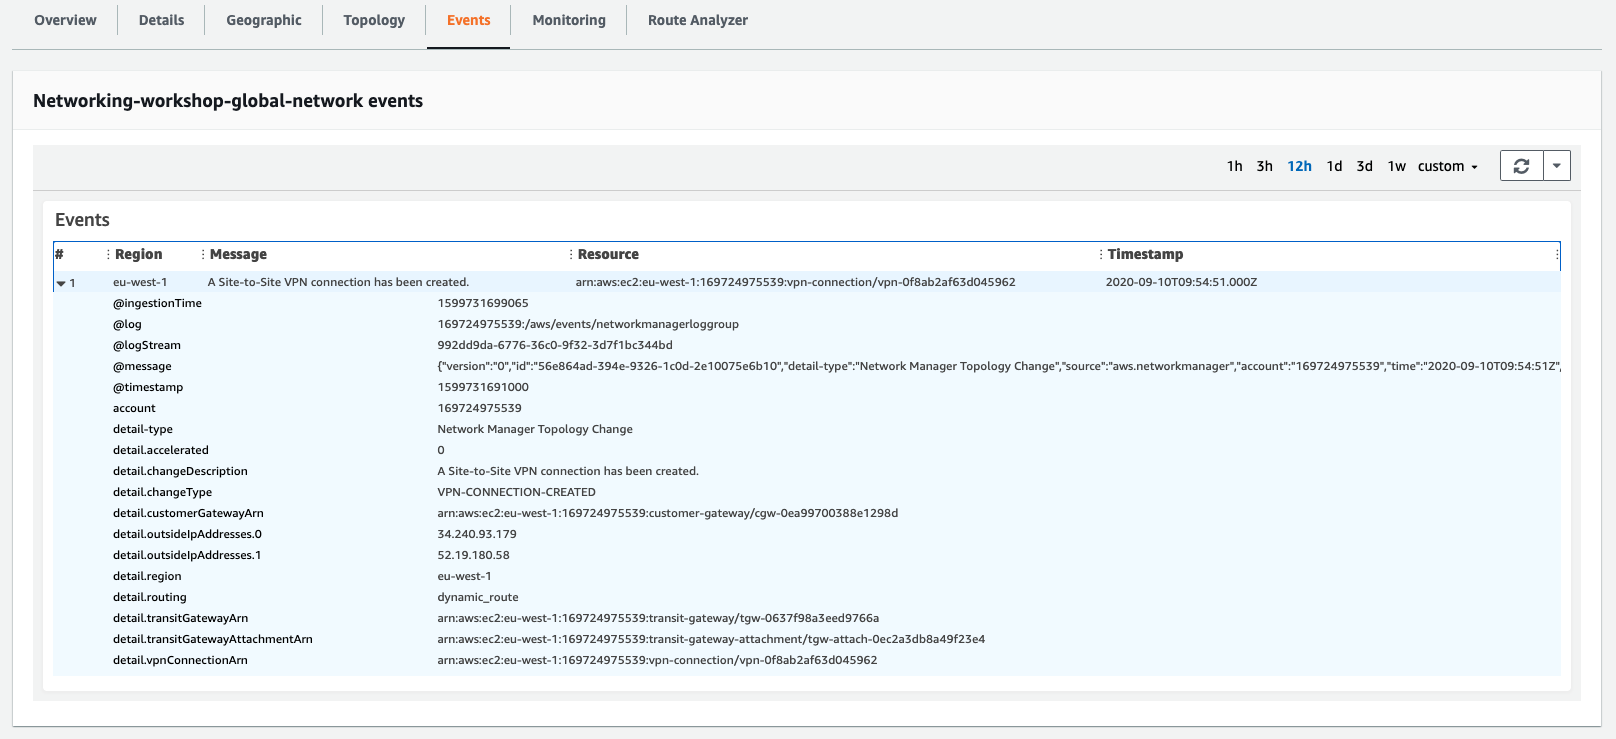 Overview Details Geographic Topology Events Monitoring Route Analyzer
Networking-workshop-global-network events
1h 3h 12h 1d 3d 1w custom
Events
# Region Message Resource Timestamp
1 eu-west-1 A Site-to-Site VPN connection has been created. arn:aws:ec2:eu-west-1:169724975539:vpn-connection/vpn-0f8ab2af63d045962 2020-09-10T09:54:51.000Z
@ingestionTime 1599731699065
@log 169724975539:/aws/events/networkmanagerloggroup
@logStream 992dd9da-6776-36c0-9f32-3d7f1bc344bd
@message {"version":"0","id":"56e864ad-394e-9326-1c0d-2e10075e6b10","detail-type":"Network Manager Topology Change","source":"aws.networkmanager","account":"169724975539","time":"2020-09-10T09:54:51Z",
@timestamp 1599731691000
account 169724975539
detail-type Network Manager Topology Change
detail.accelerated 0
detail.changeDescription A Site-to-Site VPN connection has been created.
detail.changeType VPN-CONNECTION-CREATED
detail.customerGatewayArn arn:aws:ec2:eu-west-1:169724975539:customer-gateway/cgw-0ea99700388e1298d
detail.outsideIpAddresses.0 34.240.93.179
detail.outsideIpAddresses.1 52.19.180.58
detail.region eu-west-1
detail.routing dynamic_route
detail.transitGatewayArn arn:aws:ec2:eu-west-1:169724975539:transit-gateway/tgw-0637f98a3eed9766a
detail.transitGatewayAttachmentArn arn:aws:ec2:eu-west-1:169724975539:transit-gateway-attachment/tgw-attach-0ec2a3db8a49f23e4
detail.vpnConnectionArn arn:aws:ec2:eu-west-1:169724975539:vpn-connection/vpn-0f8ab2af63d045962